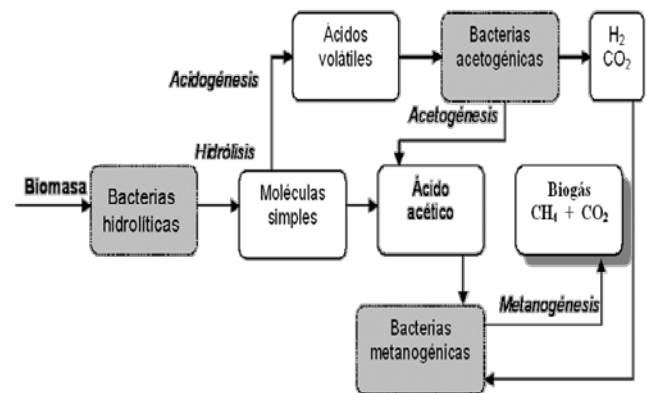 Ácidos
volátiles
Bacterias
acetogénicas
H2
CO2
Acidogénesis
Acetogénesis
Hidrólisis
Biomasa
Bacterias
hidrolíticas
Moléculas
simples
Ácido
acético
Biogás
CH4 + CO2
Metanogénesis
Bacterias
metanogénicas